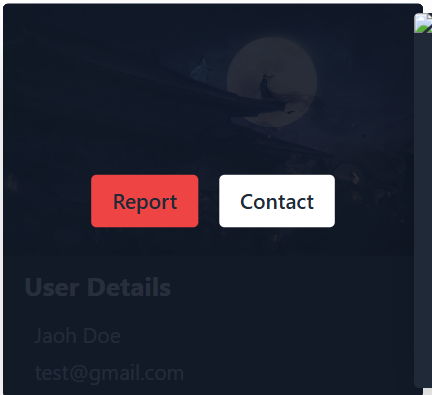 Report Contact
User Details
Jaoh Doe
test@gmail.com